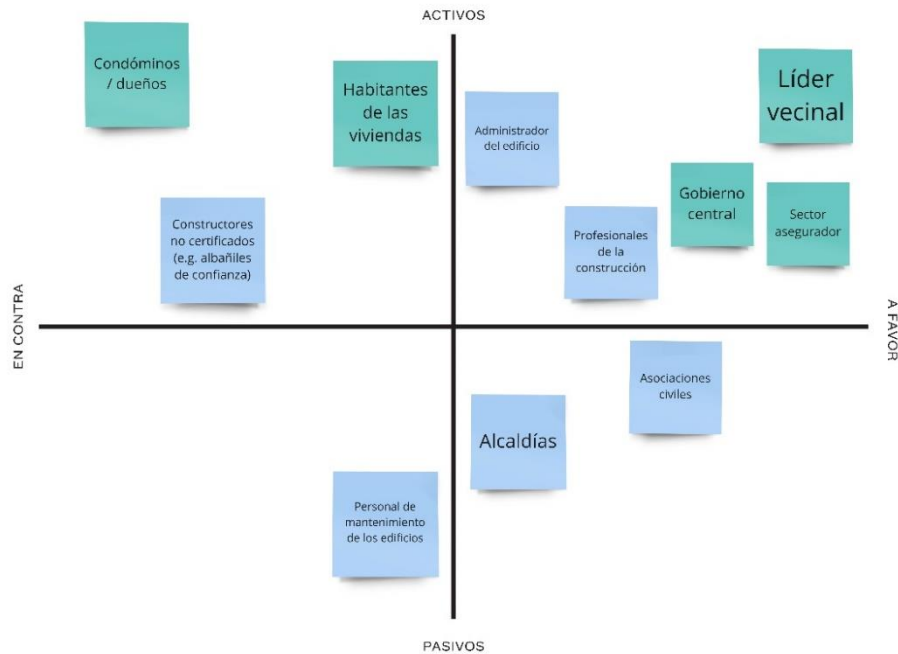 ACTIVOS
Condóminos
/ dueños
Habitantes
de las
viviendas
Administrador
del edificio
Líder
vecinal
Constructores
no certificados
(e.g. albañiles
de confianza)
Profesionales
de la
construcción
Gobierno
central
Sector
asegurador
EN CONTRA
A FAVOR
Asociaciones
civiles
Alcaldías
Personal de
mantenimiento
de los edificios
PASIVOS